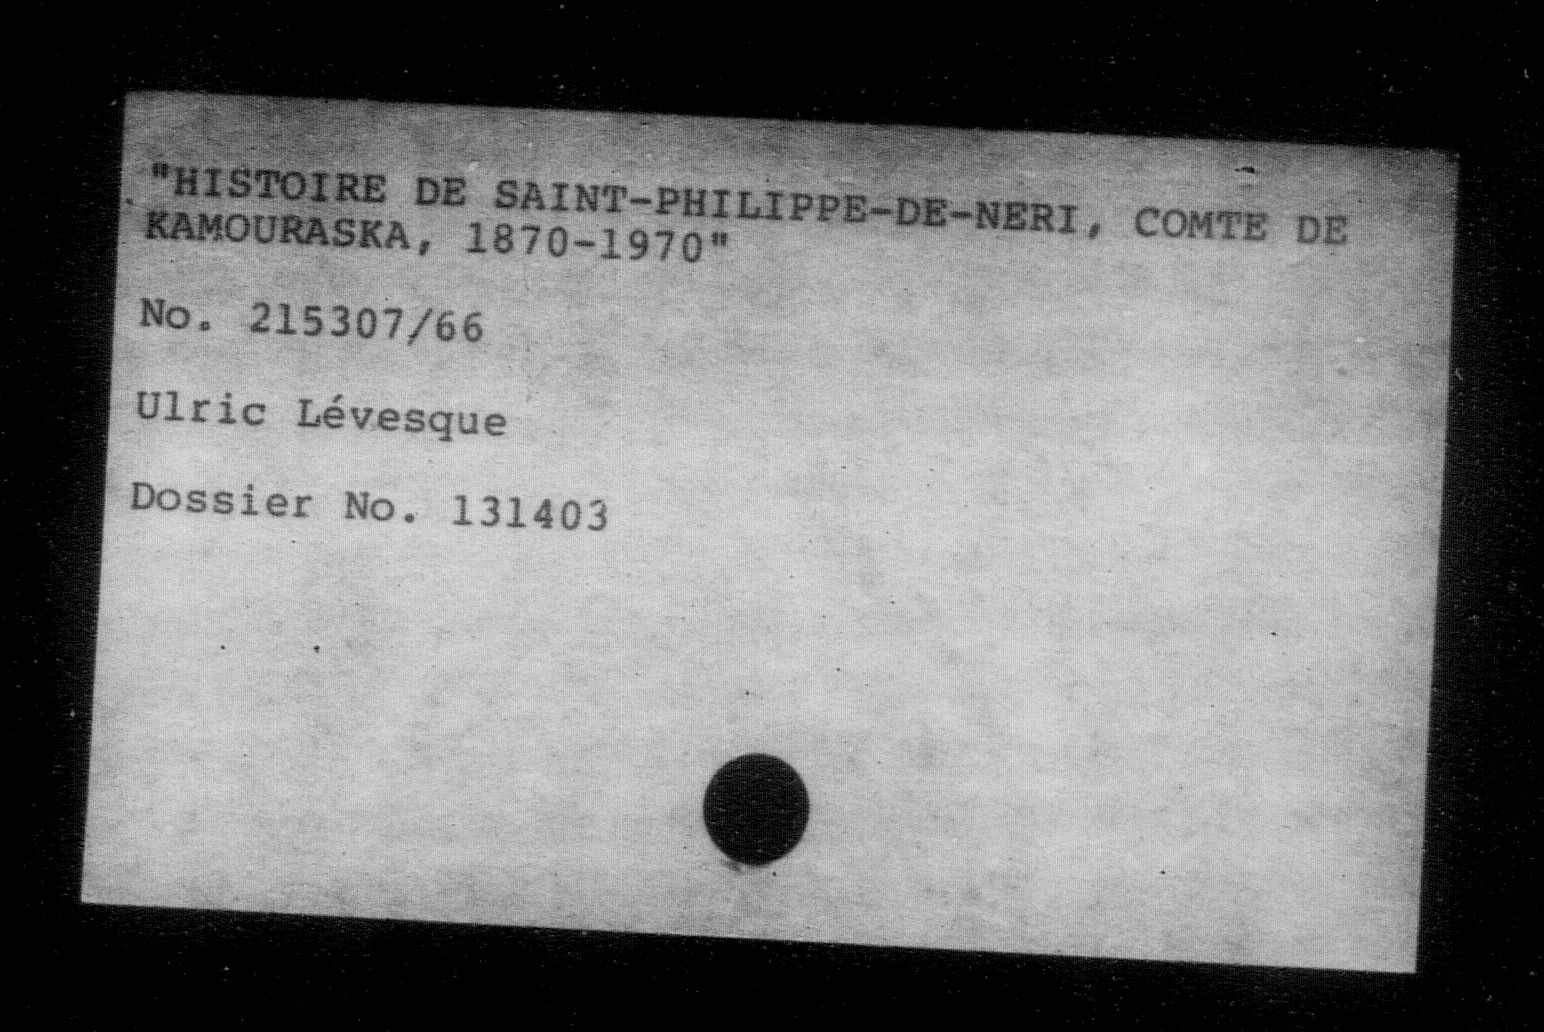 "HISTOIRE DE SAINT-PHILIPPE-DE-NERI, COMTE DE
KAMOURASKA, 1870-1970"
No. 215307/66
Ulric Lévesque
Dossier No. 131403